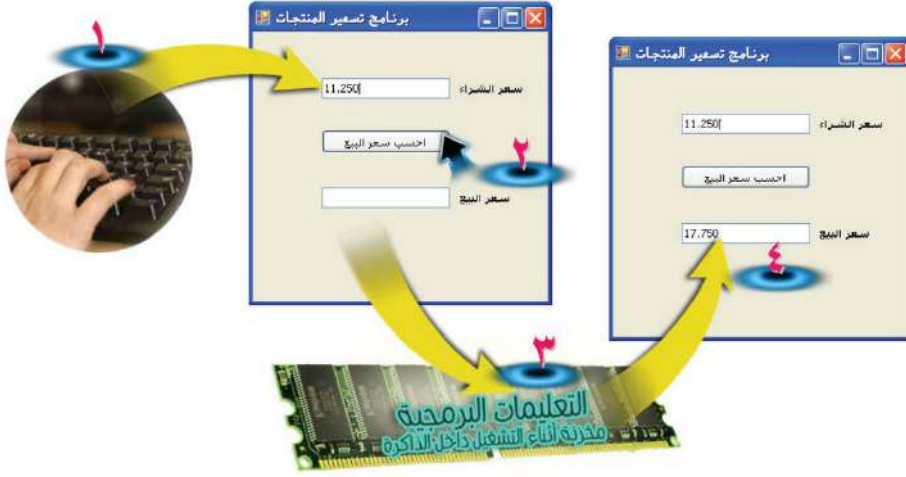 ١
برنامج تسعير المنتجات
سعر الشراء
11.250
احسب سعر البيع
٢
سعر البيع
٣
التعليمات البرمجية
مخزنة أثناء التشغيل داخل الذاكرة
برنامج تسعير المنتجات
سعر الشراء
11.250
احسب سعر البيع
سعر البيع
17.750
٤